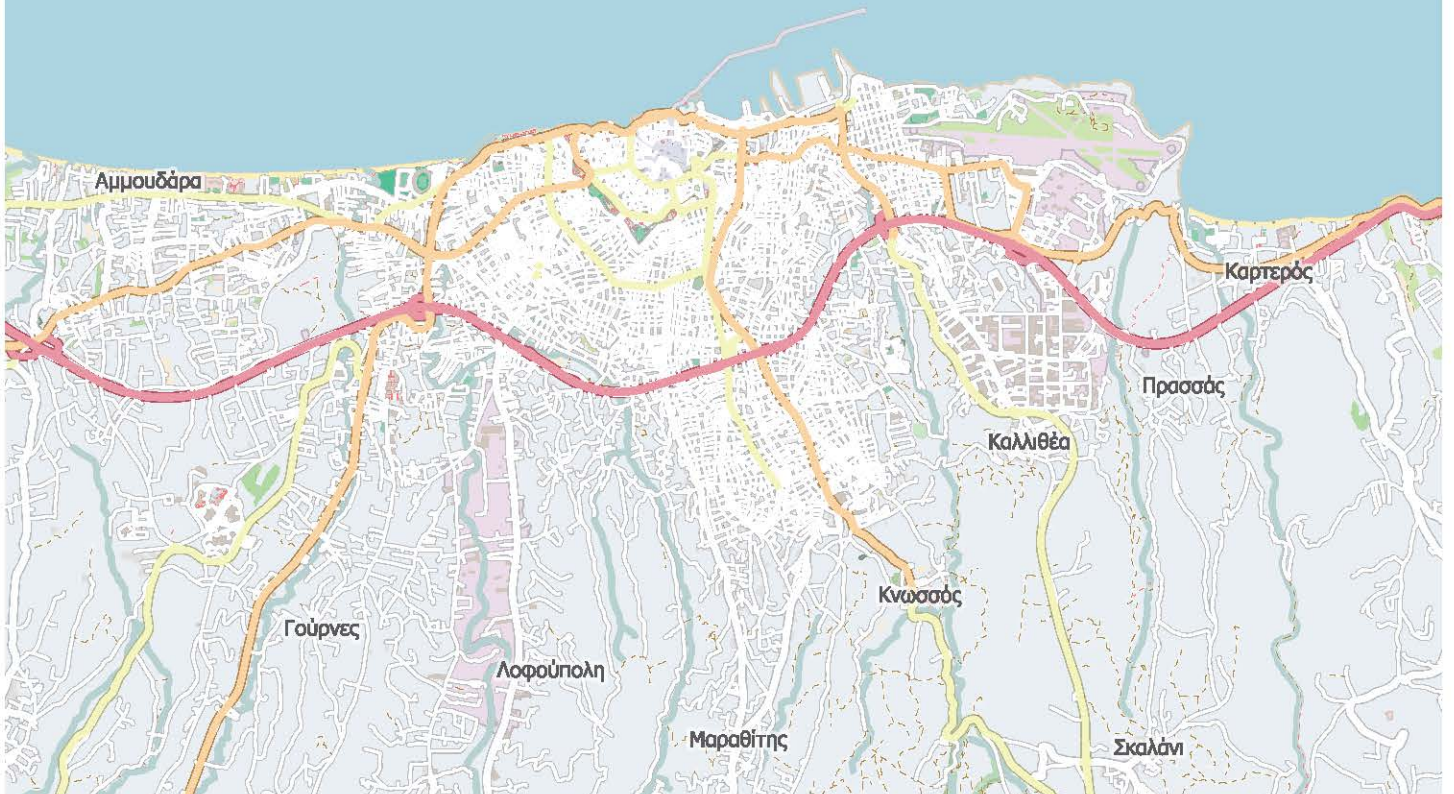 Αμμουδάρα
Καρτερός
Πρασσάς
Καλλιθέα
Κνωσσός
Γούρνες
Λοφούπολη
Μαραθίτης
Σκαλάνι